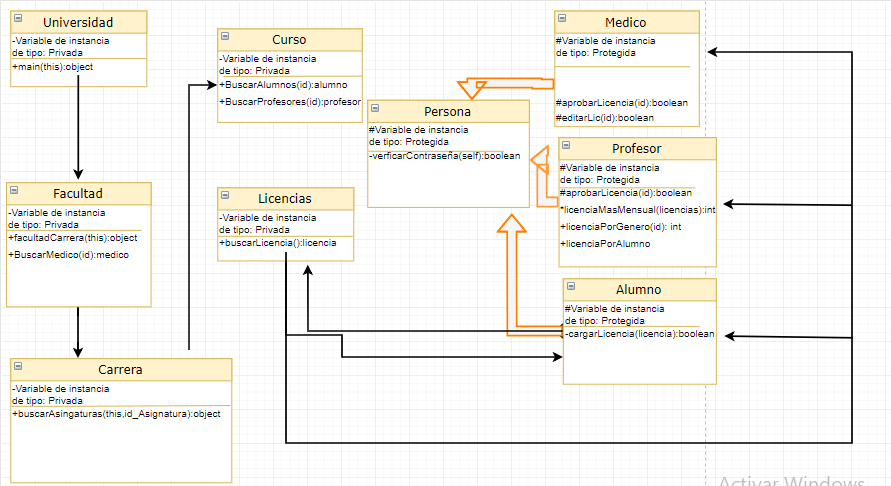 Universidad
-Variable de instancia
de tipo: Privada
+main(this):object
Curso
-Variable de instancia
de tipo: Privada
+BuscarAlumnos(id):alumno
+BuscarProfesores(id):profesor
Medico
#Variable de instancia
de tipo: Protegida
#aprobarLicencia(id):boolean
#editarLic(id):boolean
Persona
#Variable de instancia
de tipo: Protegida
-verficarContraseña(self):boolean
Profesor
#Variable de instancia
de tipo: Protegida
#aprobarLicencia(id):boolean
*licenciaMasMensual(licencias):int
+licenciaPorGenero(id): int
+licenciaPorAlumno
Facultad
-Variable de instancia
de tipo: Privada
+facultadCarrera(this):object
+BuscarMedico(id):medico
Licencias
-Variable de instancia
de tipo: Privada
+buscarLicencia():licencia
Alumno
#Variable de instancia
de tipo: Protegida
-cargarLicencia(licencia):boolean
Carrera
-Variable de instancia
de tipo: Privada
+buscarAsingaturas(this,id_Asignatura):object
Activar Windows